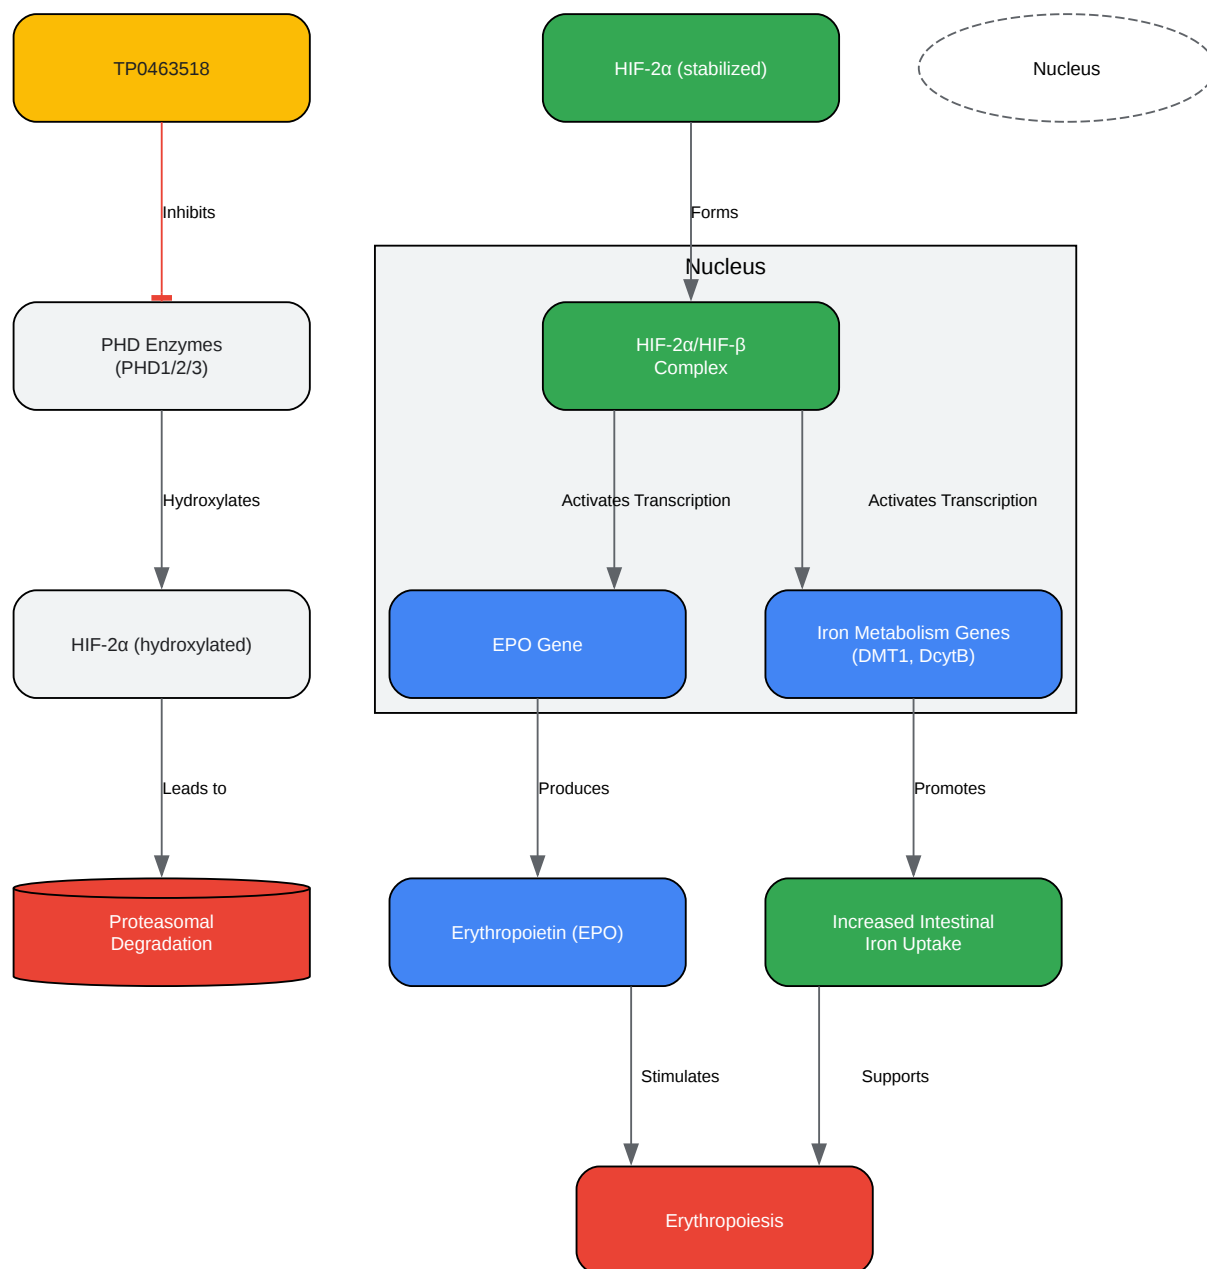 TP0463518
HIF-2α (stabilized)
Nucleus
Inhibits
Forms
Nucleus
PHD Enzymes
(PHD1/2/3)
HIF-2α/HIF-β
Complex
Hydroxylates
Activates Transcription
Activates Transcription
HIF-2α (hydroxylated)
EPO Gene
Iron Metabolism Genes
(DMT1, DcytB)
Leads to
Produces
Promotes
Proteasomal
Degradation
Erythropoietin (EPO)
Increased Intestinal
Iron Uptake
Stimulates
Supports
Erythropoiesis